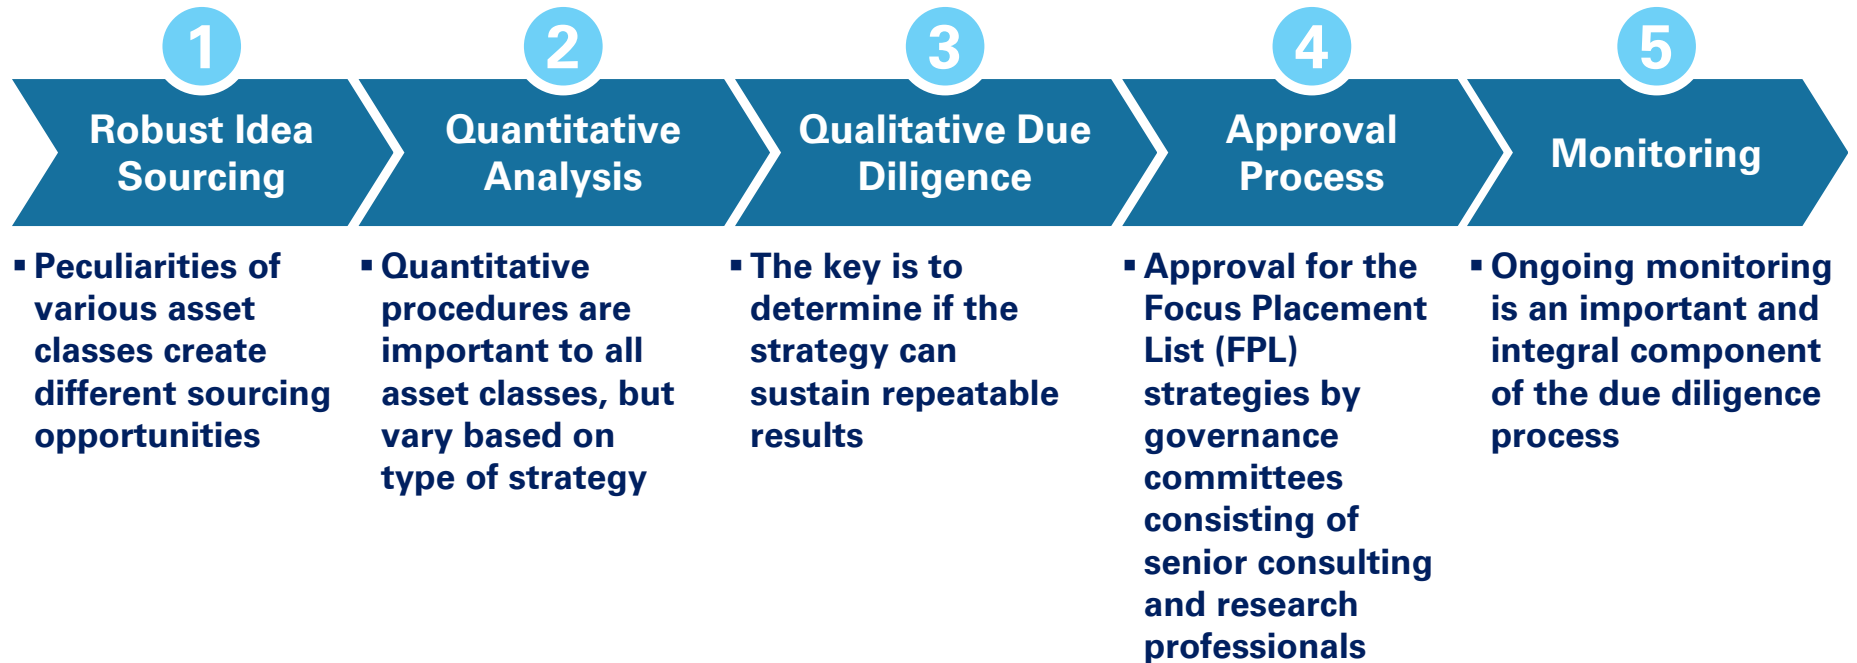 1
Robust Idea
Sourcing
▪ Peculiarities of
various asset
classes create
different sourcing
opportunities
2
Quantitative
Analysis
▪ Quantitative
procedures are
important to all
asset classes, but
vary based on
type of strategy
3
Qualitative Due
Diligence
▪ The key is to
determine if the
strategy can
sustain repeatable
results
4
Approval
Process
▪ Approval for the
Focus Placement
List (FPL)
strategies by
governance
committees
consisting of
senior consulting
and research
professionals
5
Monitoring
▪ Ongoing monitoring
is an important and
integral component
of the due diligence
process